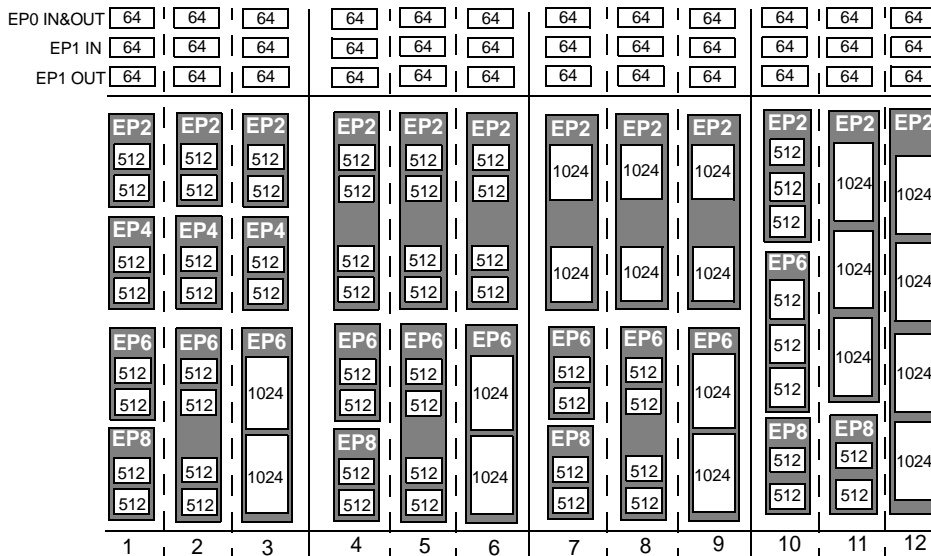 EP0 IN&OUT 64 64 64 64 64 64 64 64 64 64 64 64
EP1 IN 64 64 64 64 64 64 64 64 64 64 64 64
EP1 OUT 64 64 64 64 64 64 64 64 64 64 64 64
EP2 EP2 EP2 EP2 EP2 EP2 EP2 EP2 EP2 EP2 EP2 EP2
512 512 512 512 512 512 1024 1024 1024 512
512 512 512 512 512 512 512 1024 1024
512
EP4 EP4 EP4
512 512 512 512 512 512 1024 1024 1024 EP6 1024 1024
512 512 512 512 512 512 512
EP6 EP6 EP6 EP6 EP6 EP6 EP6 EP6 EP6 512
512 512 512 512 512 512 1024 1024
512 512 1024 512 512 1024 512 512 1024 512
EP8 EP8 EP8 EP8 EP8
512 512 1024 512 512 1024 512 512 1024 512 512 1024
512 512 512 512 512 512 512 512
1 2 3 4 5 6 7 8 9 10 11 12